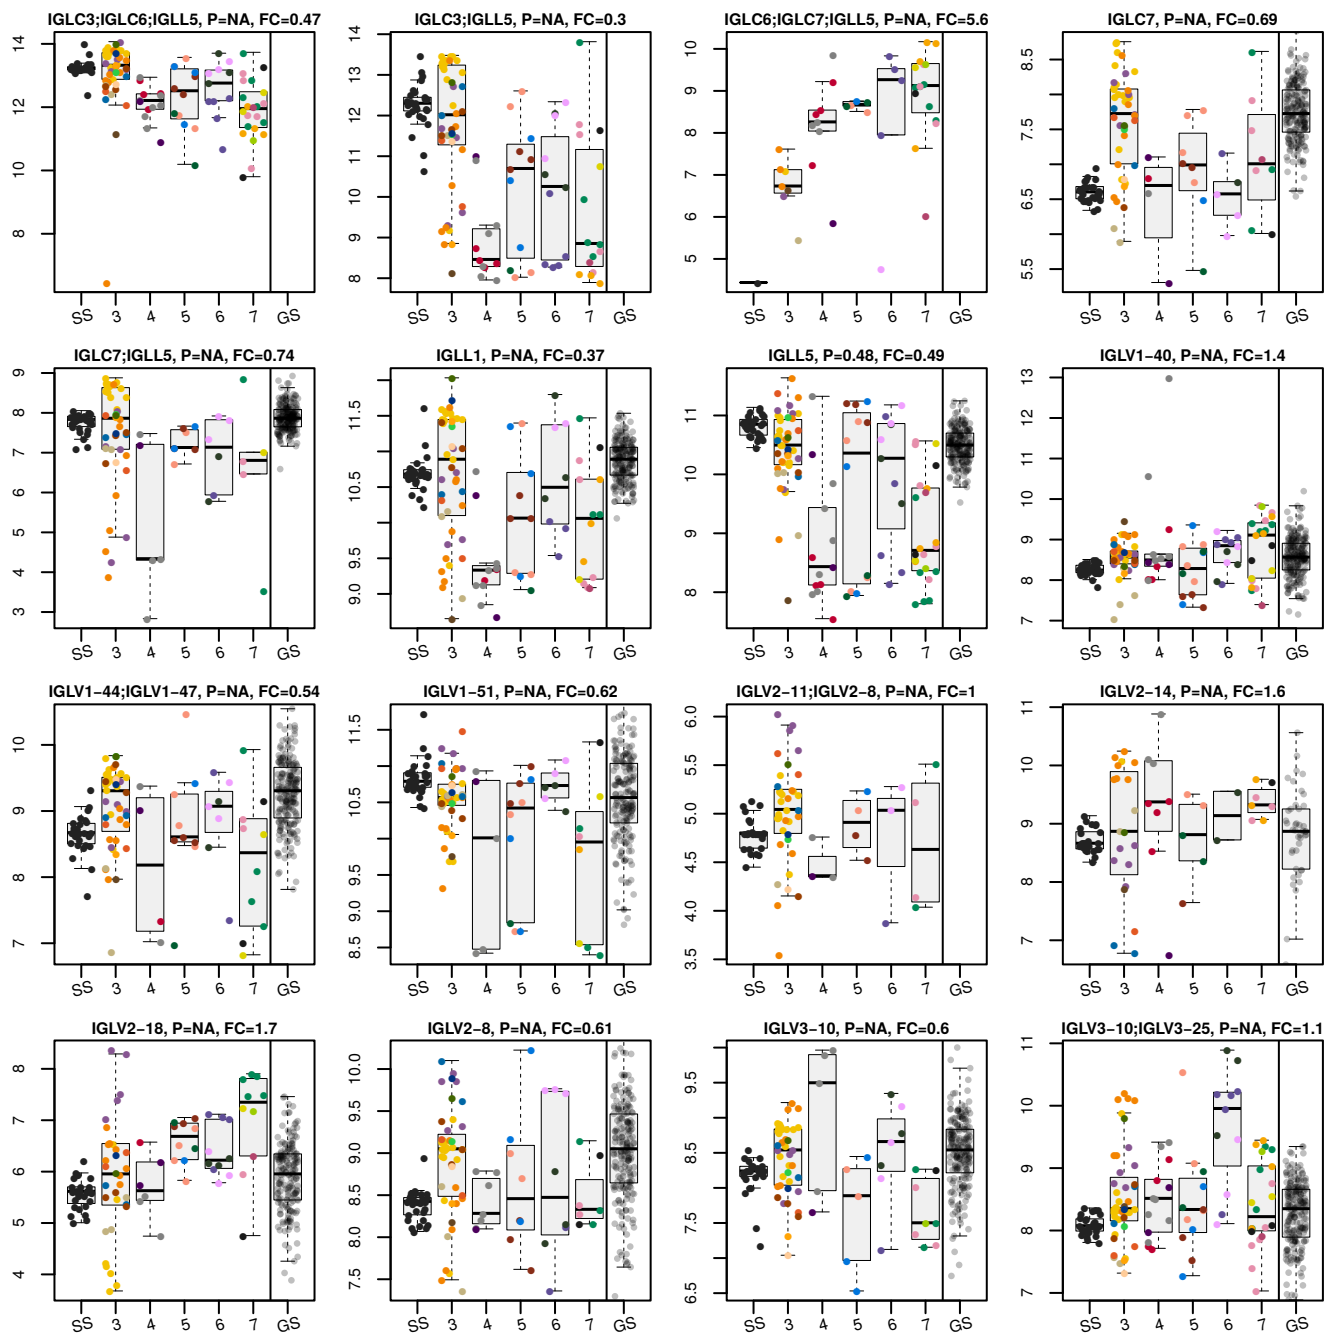 IGLC3;IGLC6;IGLL5, P=NA, FC=0.47
14
12
10
8
SS 3 4 5 6 7 GS
IGLC3;IGLL5, P=NA, FC=0.3
14
13
12
11
10
9
8
SS 3 4 5 6 7 GS
IGLC6;IGLC7;IGLL5, P=NA, FC=5.6
10
9
8
7
6
5
SS 3 4 5 6 7 GS
IGLC7, P=NA, FC=0.69
8.5
7.5
6.5
5.5
SS 3 4 5 6 7 GS
IGLC7;IGLL5, P=NA, FC=0.74
9
8
7
6
5
4
3
SS 3 4 5 6 7 GS
IGLL1, P=NA, FC=0.37
11.5
10.5
9.5
9.0
SS 3 4 5 6 7 GS
IGLL5, P=0.48, FC=0.49
11
10
9
8
SS 3 4 5 6 7 GS
IGLV1−40, P=NA, FC=1.4
13
12
11
10
9
8
7
SS 3 4 5 6 7 GS
IGLV1−44;IGLV1−47, P=NA, FC=0.54
10
9
8
7
SS 3 4 5 6 7 GS
IGLV1−51, P=NA, FC=0.62
11.5
10.5
9.5
9.0
8.5
SS 3 4 5 6 7 GS
IGLV2−11;IGLV2−8, P=NA, FC=1
6.0
5.5
5.0
4.5
4.0
3.5
SS 3 4 5 6 7 GS
IGLV2−14, P=NA, FC=1.6
11
10
9
8
7
SS 3 4 5 6 7 GS
IGLV2−18, P=NA, FC=1.7
8
7
6
5
4
SS 3 4 5 6 7 GS
IGLV2−8, P=NA, FC=0.61
10.0
9.5
9.0
8.5
8.0
7.5
SS 3 4 5 6 7 GS
IGLV3−10, P=NA, FC=0.6
9.5
8.5
7.5
6.5
SS 3 4 5 6 7 GS
IGLV3−10;IGLV3−25, P=NA, FC=1.1
11
10
9
8
7
SS 3 4 5 6 7 GS